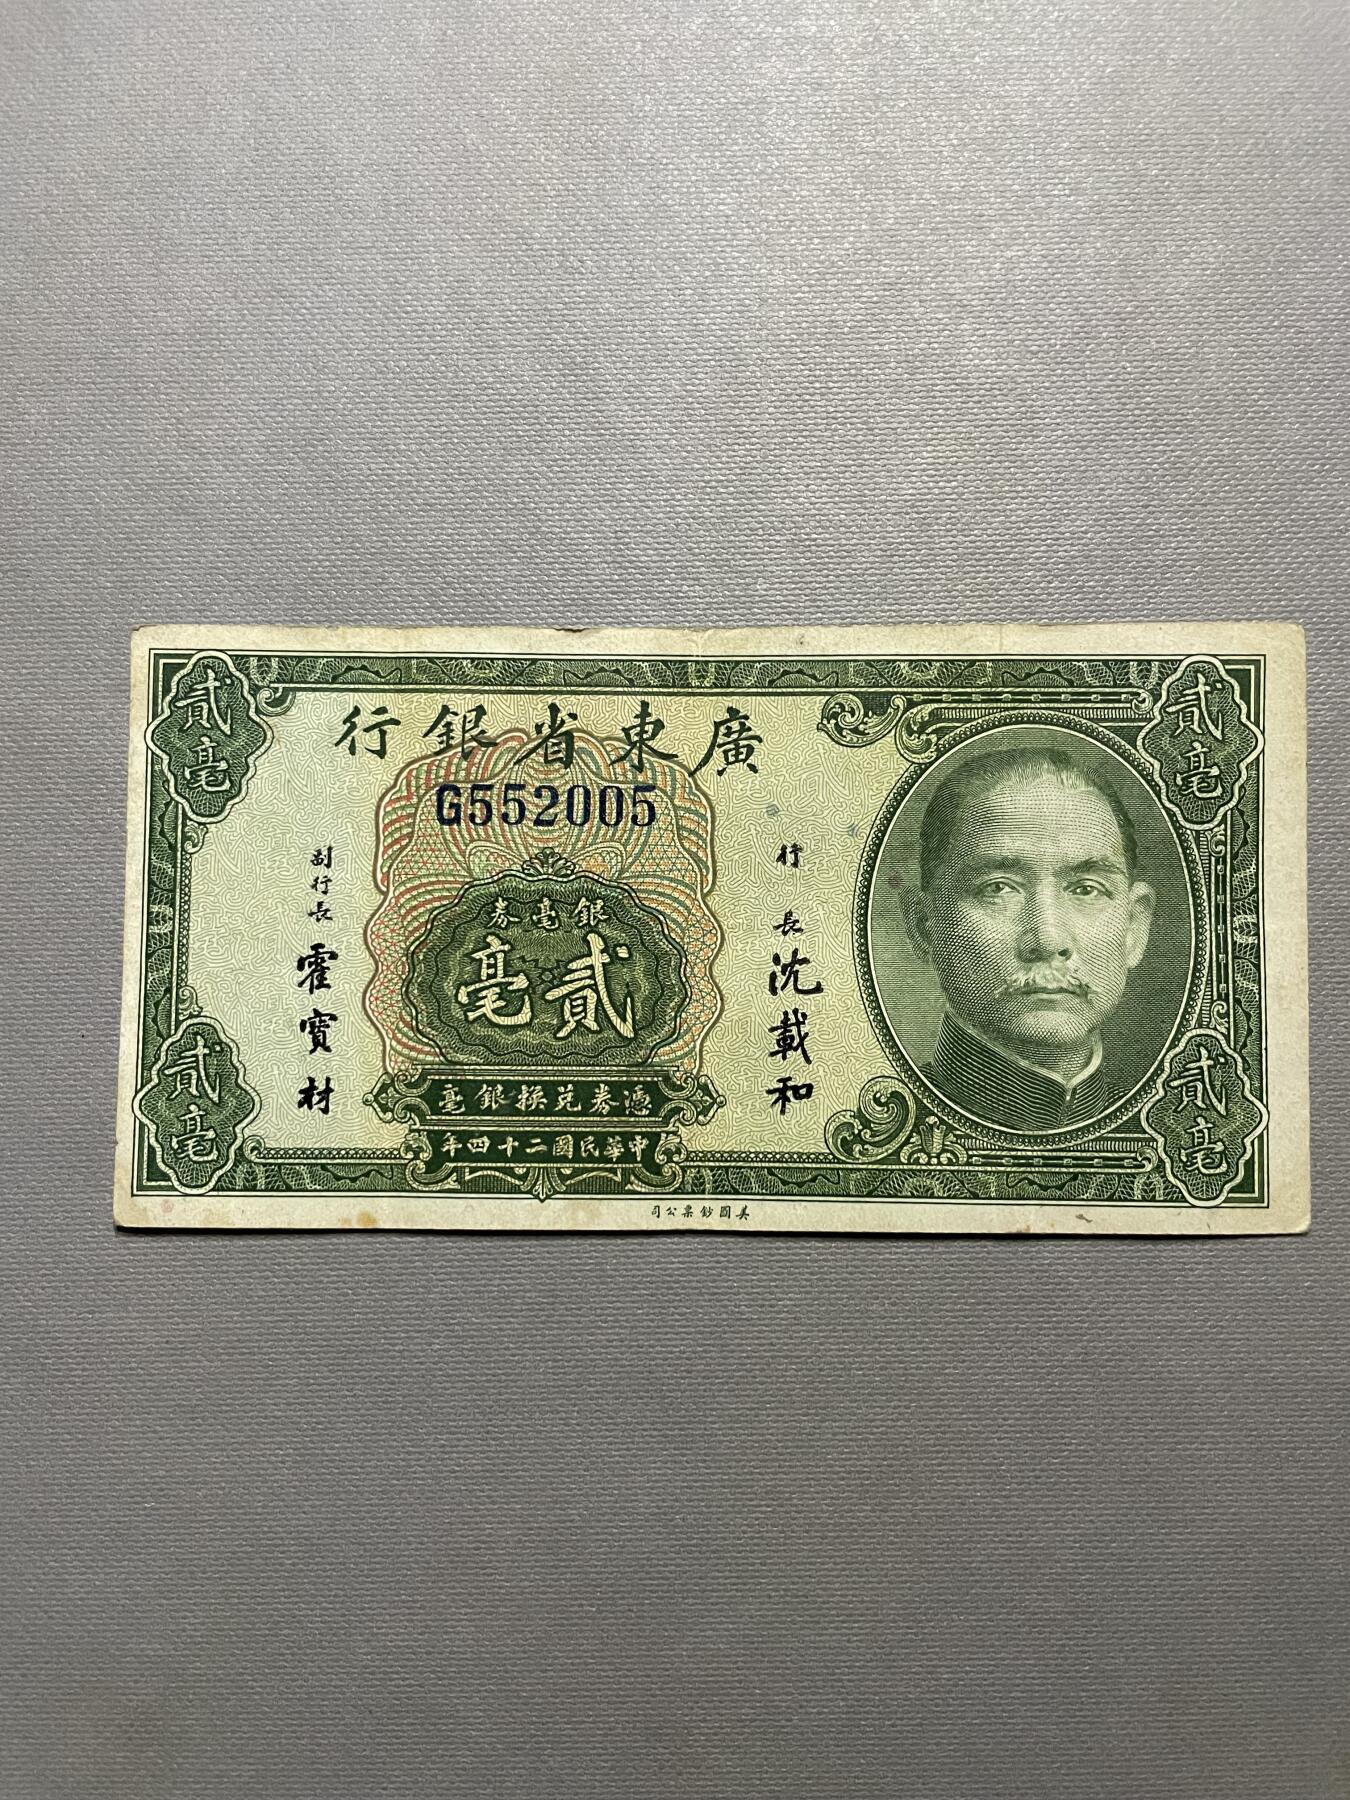 廣東省銀行
G552005
貳毫
貳毫
行長 沈載和
副行長 霍寶材
銀毫券
貳毫
憑券兌換銀毫
中華民國二十四年
貳毫
貳毫
美國鈔票公司